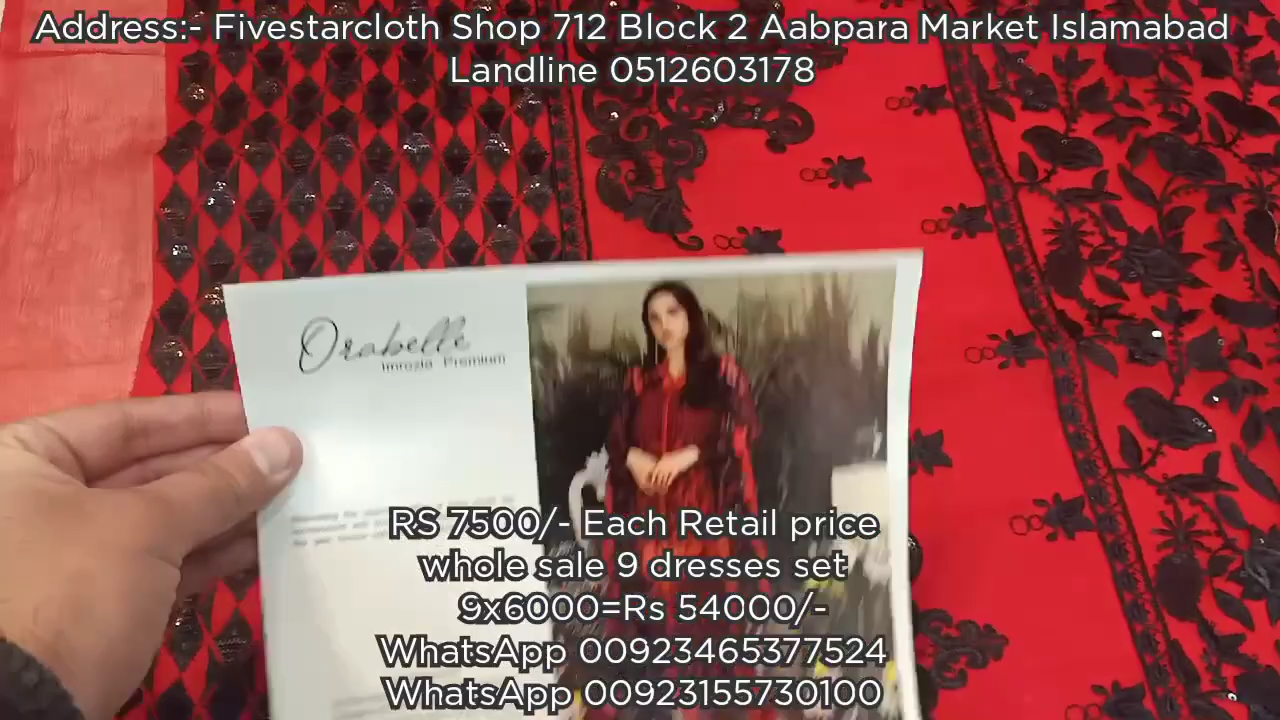 Address:- Fivestarcloth Shop 712 Block 2 Aabpara Market Islamabad
Landline 0512603178
Orabelle
Imrozia Premium
RS 7500/- Each Retail price
whole sale 9 dresses set
9x6000=Rs 54000/-
WhatsApp 00923465377524
WhatsApp 00923155730100